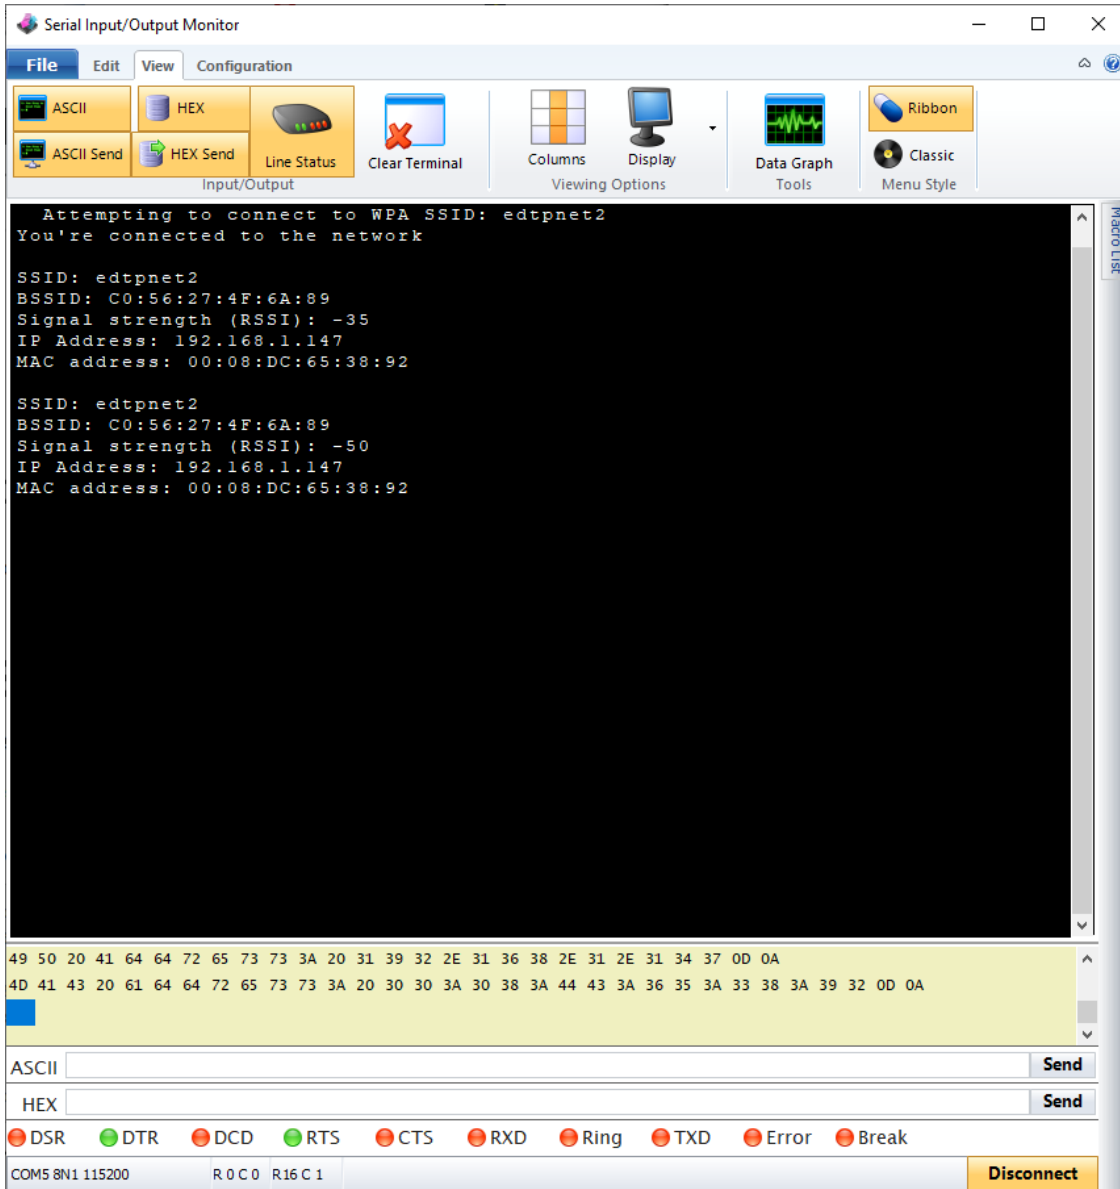 Serial Input/Output Monitor
File Edit View Configuration
ASCII HEX Ribbon
ASCII Send HEX Send Line Status Clear Terminal Columns Display Data Graph Classic
Input/Output Viewing Options Tools Menu Style
Macro List
Attempting to connect to WPA SSID: edtpnet2
You're connected to the network
SSID: edtpnet2
BSSID: C0:56:27:4F:6A:89
Signal strength (RSSI): -35
IP Address: 192.168.1.147
MAC address: 00:08:DC:65:38:92
SSID: edtpnet2
BSSID: C0:56:27:4F:6A:89
Signal strength (RSSI): -50
IP Address: 192.168.1.147
MAC address: 00:08:DC:65:38:92
49 50 20 41 64 64 72 65 73 73 3A 20 31 39 32 2E 31 36 38 2E 31 2E 31 34 37 0D 0A
4D 41 43 20 61 64 64 72 65 73 73 3A 20 30 30 3A 30 38 3A 44 43 3A 36 35 3A 33 38 3A 39 32 0D 0A
ASCII Send
HEX Send
DSR DTR DCD RTS CTS RXD Ring TXD Error Break
COM5 8N1 115200 R 0 C 0 R16 C 1 Disconnect